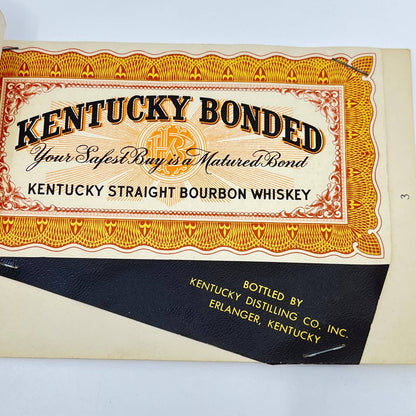 KENTUCKY BONDED
Your Safest Buy is a Matured Bond
KENTUCKY STRAIGHT BOURBON WHISKEY
BOTTLED BY
KENTUCKY DISTILLING CO. INC.
ERLANGER, KENTUCKY
3